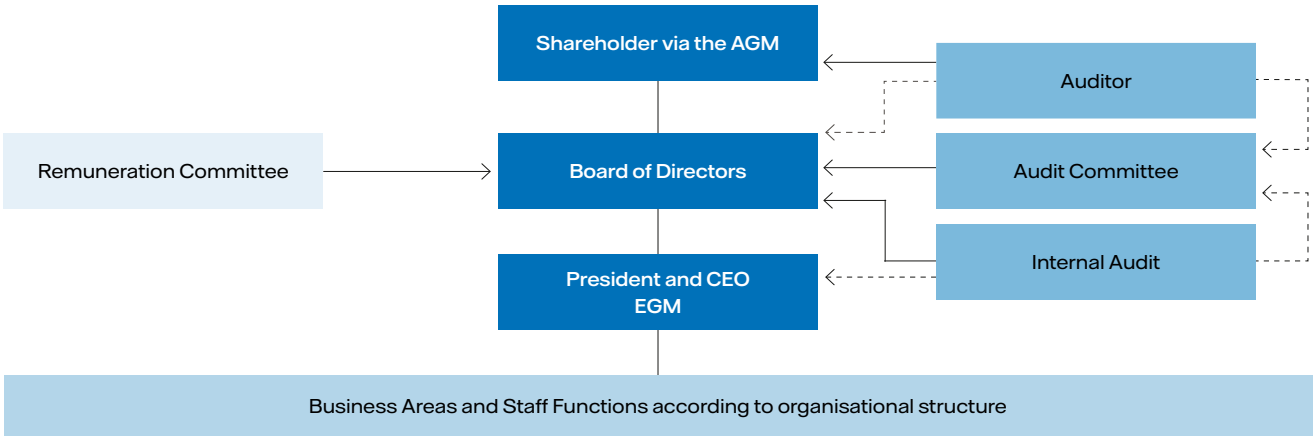 Shareholder via the AGM
Auditor
Remuneration Committee
Board of Directors
Audit Committee
President and CEO
EGM
Internal Audit
Business Areas and Staff Functions according to organisational structure